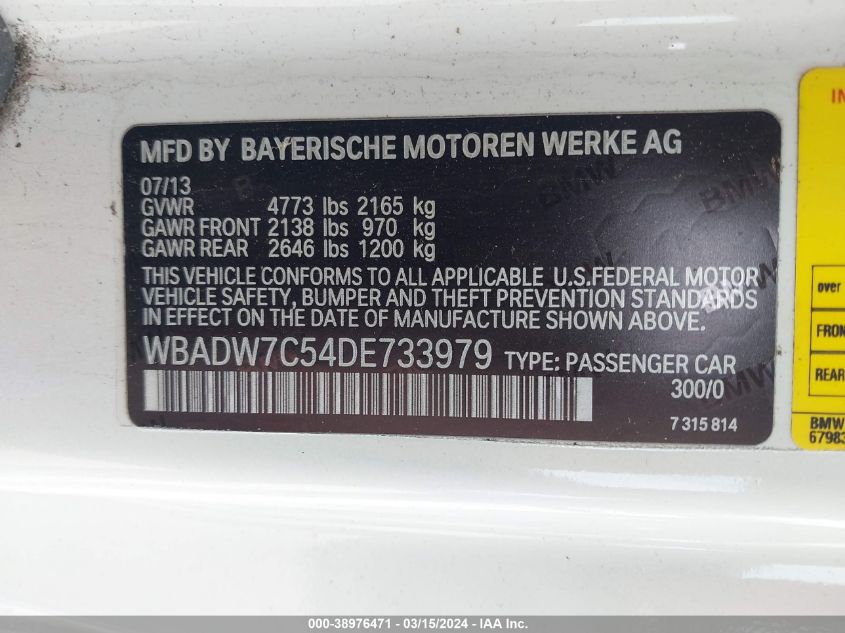 MFD BY BAYERISCHE MOTOREN WERKE AG
07/13
GVWR 4773 lbs 2165 kg
GAWR FRONT 2138 lbs 970 kg
GAWR REAR 2646 lbs 1200 kg
THIS VEHICLE CONFORMS TO ALL APPLICABLE U.S.FEDERAL MOTOR
VEHICLE SAFETY, BUMPER AND THEFT PREVENTION STANDARDS
IN EFFECT ON THE DATE OF MANUFACTURE SHOWN ABOVE.
WBADW7C54DE733979 TYPE: PASSENGER CAR
300/0
7 315 814
over
REAR
BMW
000-38976471 - 03/15/2024 - IAA Inc.